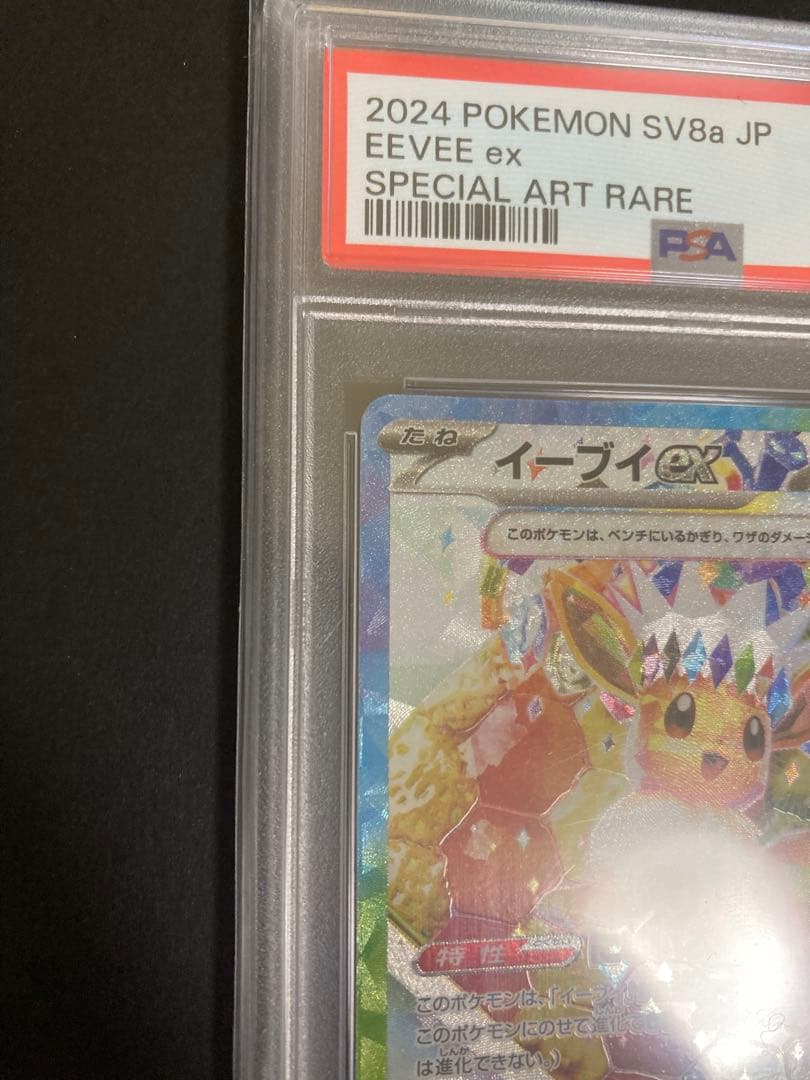 2024 POKEMON SV8a JP
EEVEE ex
SPECIAL ART RARE
PSA
たね
イーブイex
このポケモンは、ベンチにいるかぎり、ワザのダメー
特性
このポケモンは、「イーブイ
このポケモンにのせて進化で
は進化できない。)